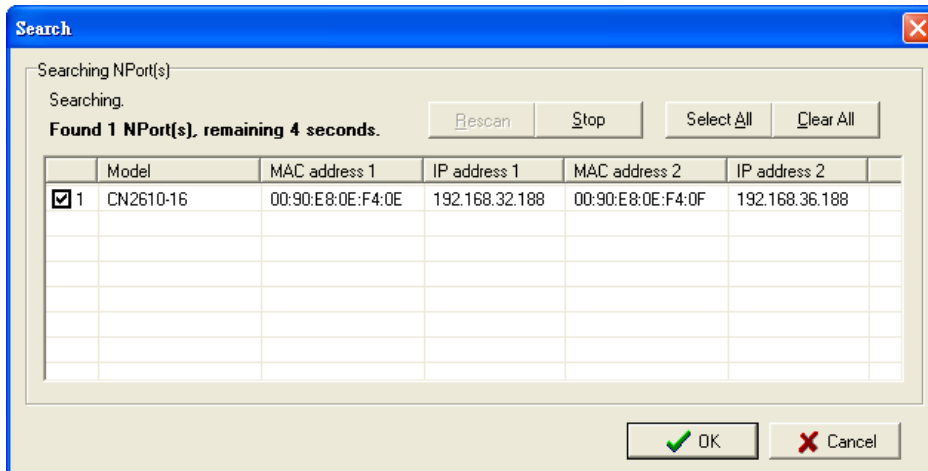 Search
Searching NPort(s)
Searching.
Found 1 NPort(s), remaining 4 seconds.
Rescan Stop Select All Clear All
Model MAC address 1 IP address 1 MAC address 2 IP address 2
1 CN2610-16 00:90:E8:0E:F4:0E 192.168.32.188 00:90:E8:0E:F4:0F 192.168.36.188
OK Cancel